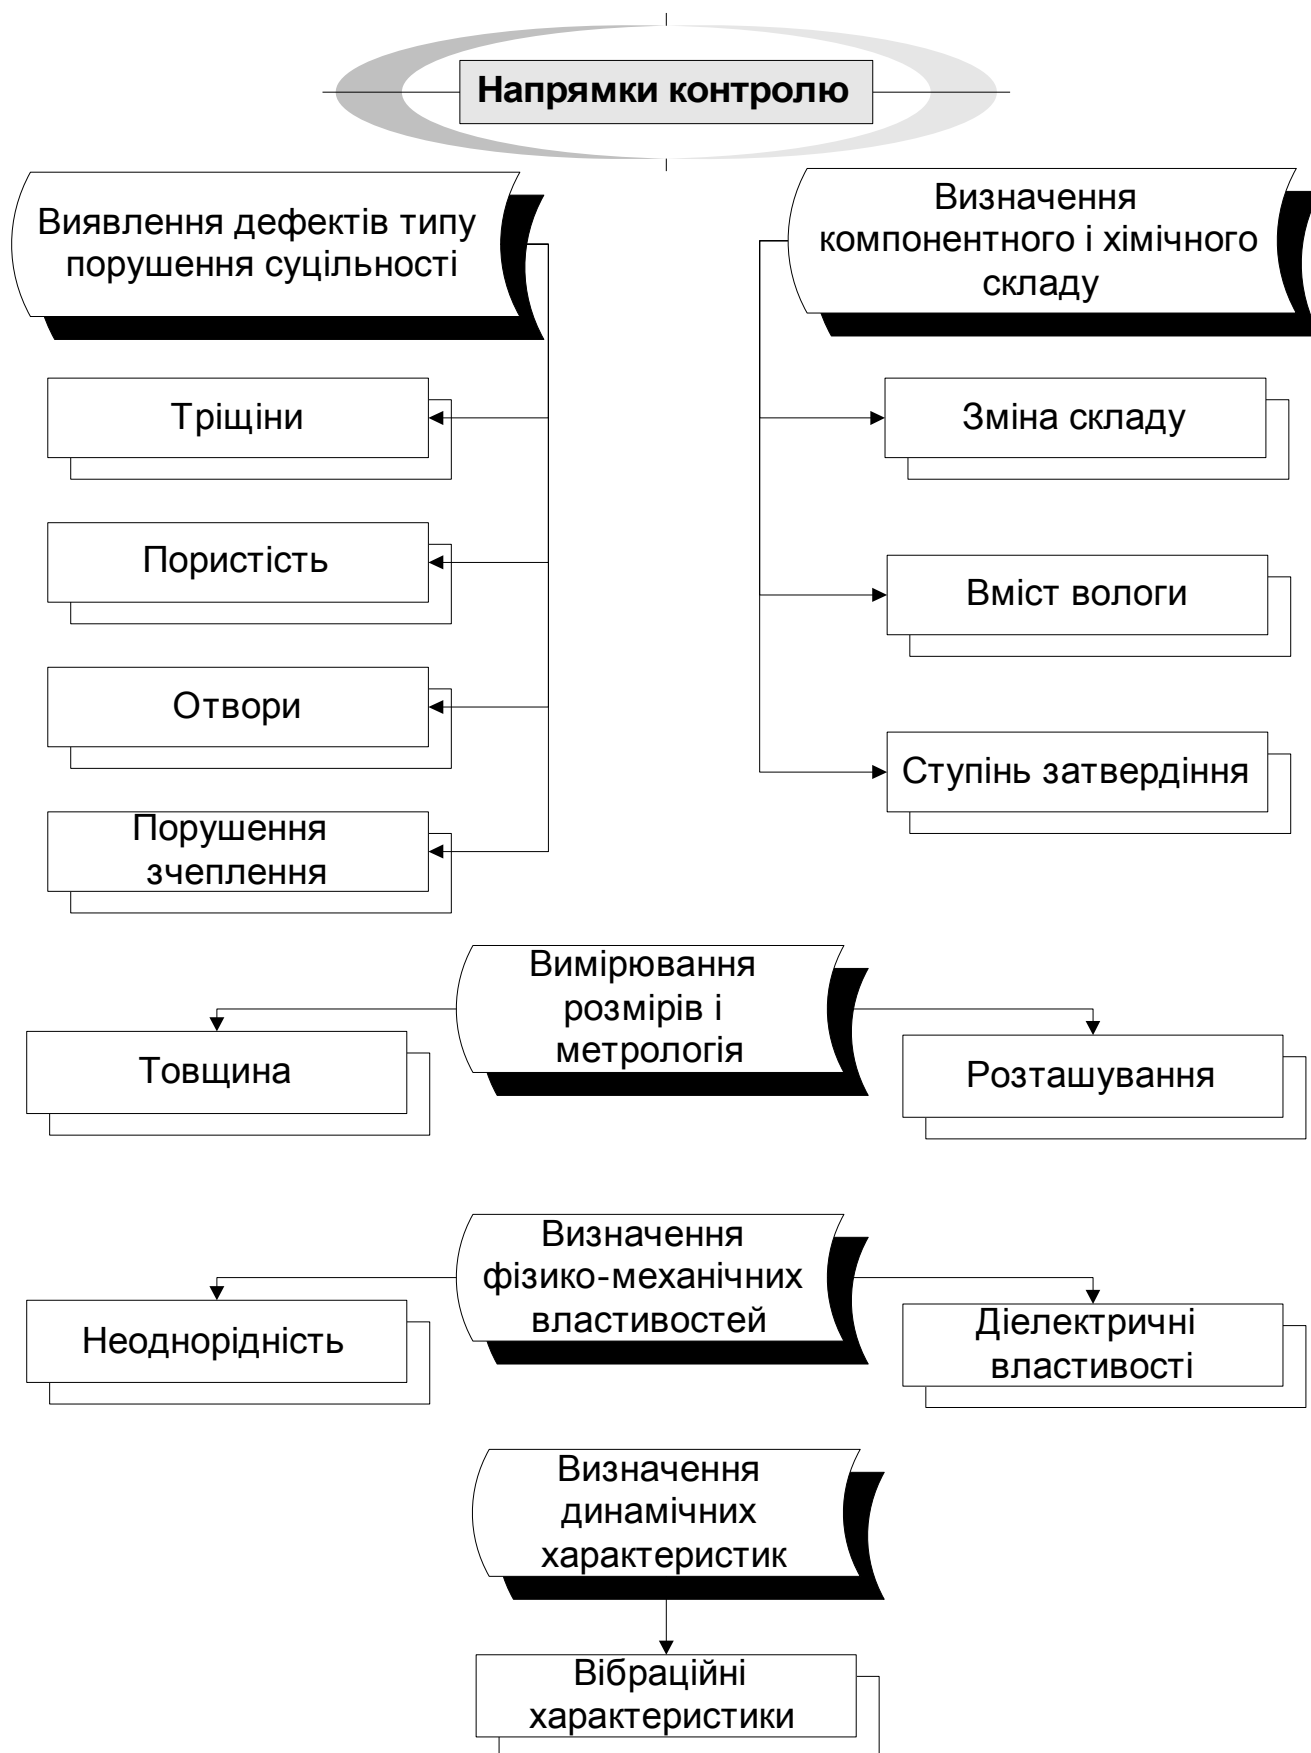 Напрямки контролю
Виявлення дефектів типу
порушення суцільності
Тріщіни
Пористість
Отвори
Порушення
зчеплення
Визначення
компонентного і хімічного
складу
Зміна складу
Вміст вологи
Ступінь затвердіння
Вимірювання
розмірів і
метрологія
Товщина
Розташування
Визначення
фізико-механічних
властивостей
Неоднорідність
Діелектричні
властивості
Визначення
динамічних
характеристик
Вібраційні
характеристики